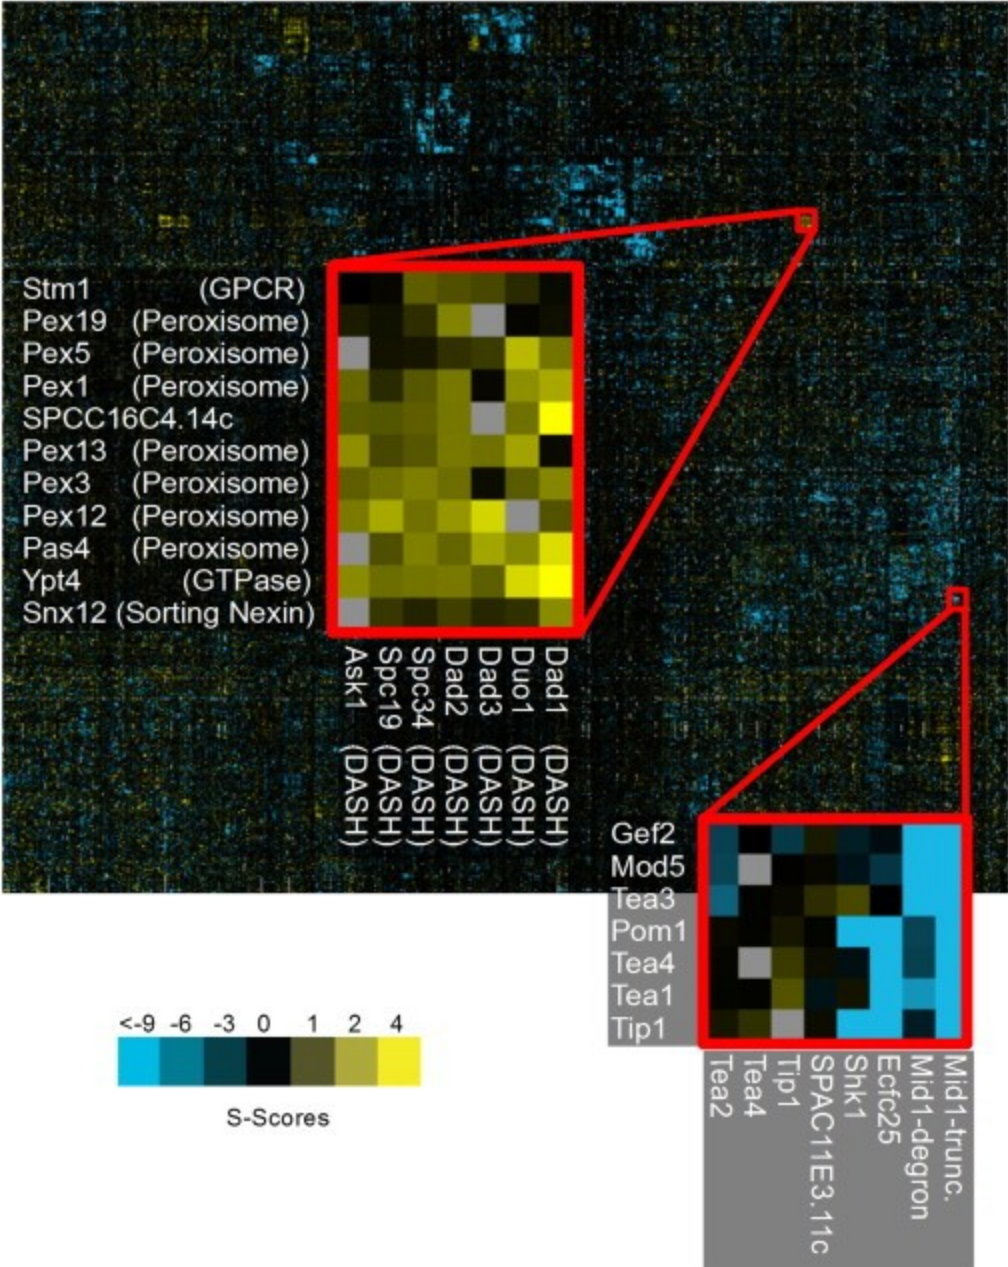 Stm1 (GPCR)
Pex19 (Peroxisome)
Pex5 (Peroxisome)
Pex1 (Peroxisome)
SPCC16C4.14c
Pex13 (Peroxisome)
Pex3 (Peroxisome)
Pex12 (Peroxisome)
Pas4 (Peroxisome)
Ypt4 (GTPase)
Snx12 (Sorting Nexin)
Ask1 (DASH)
Spc19 (DASH)
Spc34 (DASH)
Dad2 (DASH)
Dad3 (DASH)
Duo1 (DASH)
Dad1 (DASH)
Gef2
Mod5
Tea3
Pom1
Tea4
Tea1
Tip1
Tea2
Tea4
Tip1
SPAC11E3.11c
Shk1
Ecfc25
Mid1-degron
Mid1-trunc.
<-9 -6 -3 0 1 2 4
S-Scores